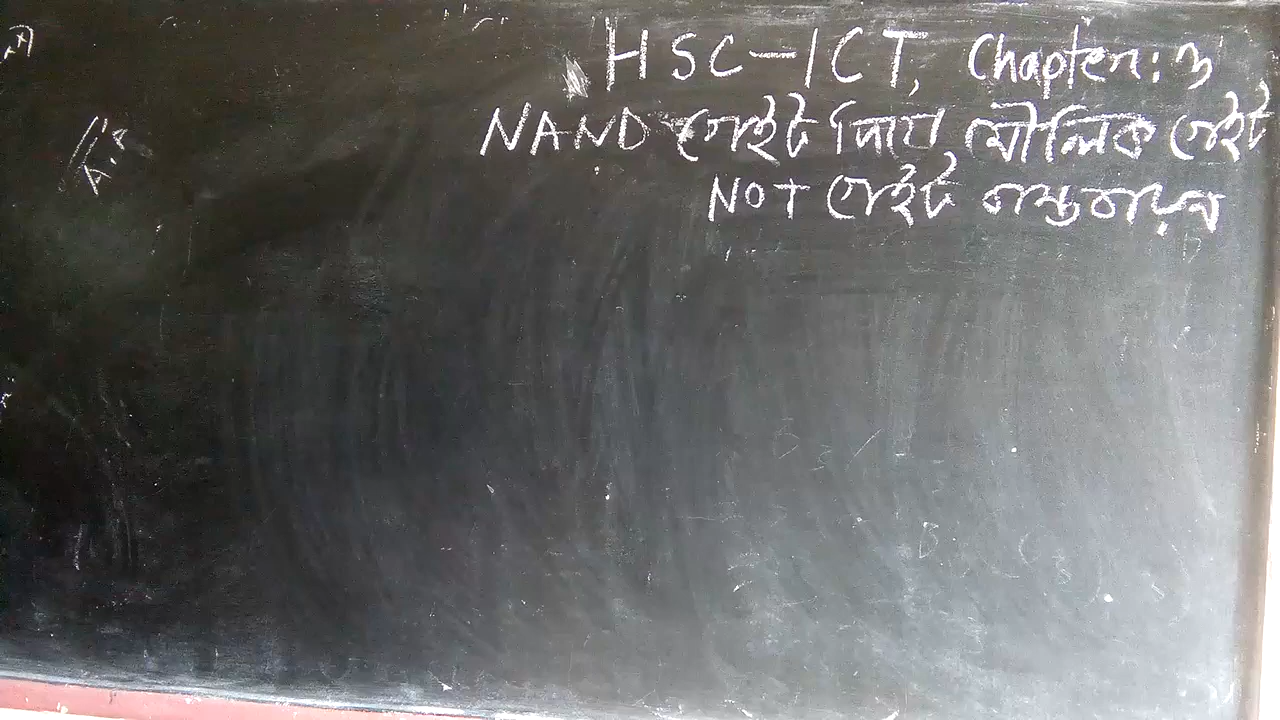 HSC-ICT, Chapter: ৩
NAND গেইট দিয়ে মৌলিক গেইট
NOT গেইট বাস্তবায়ন